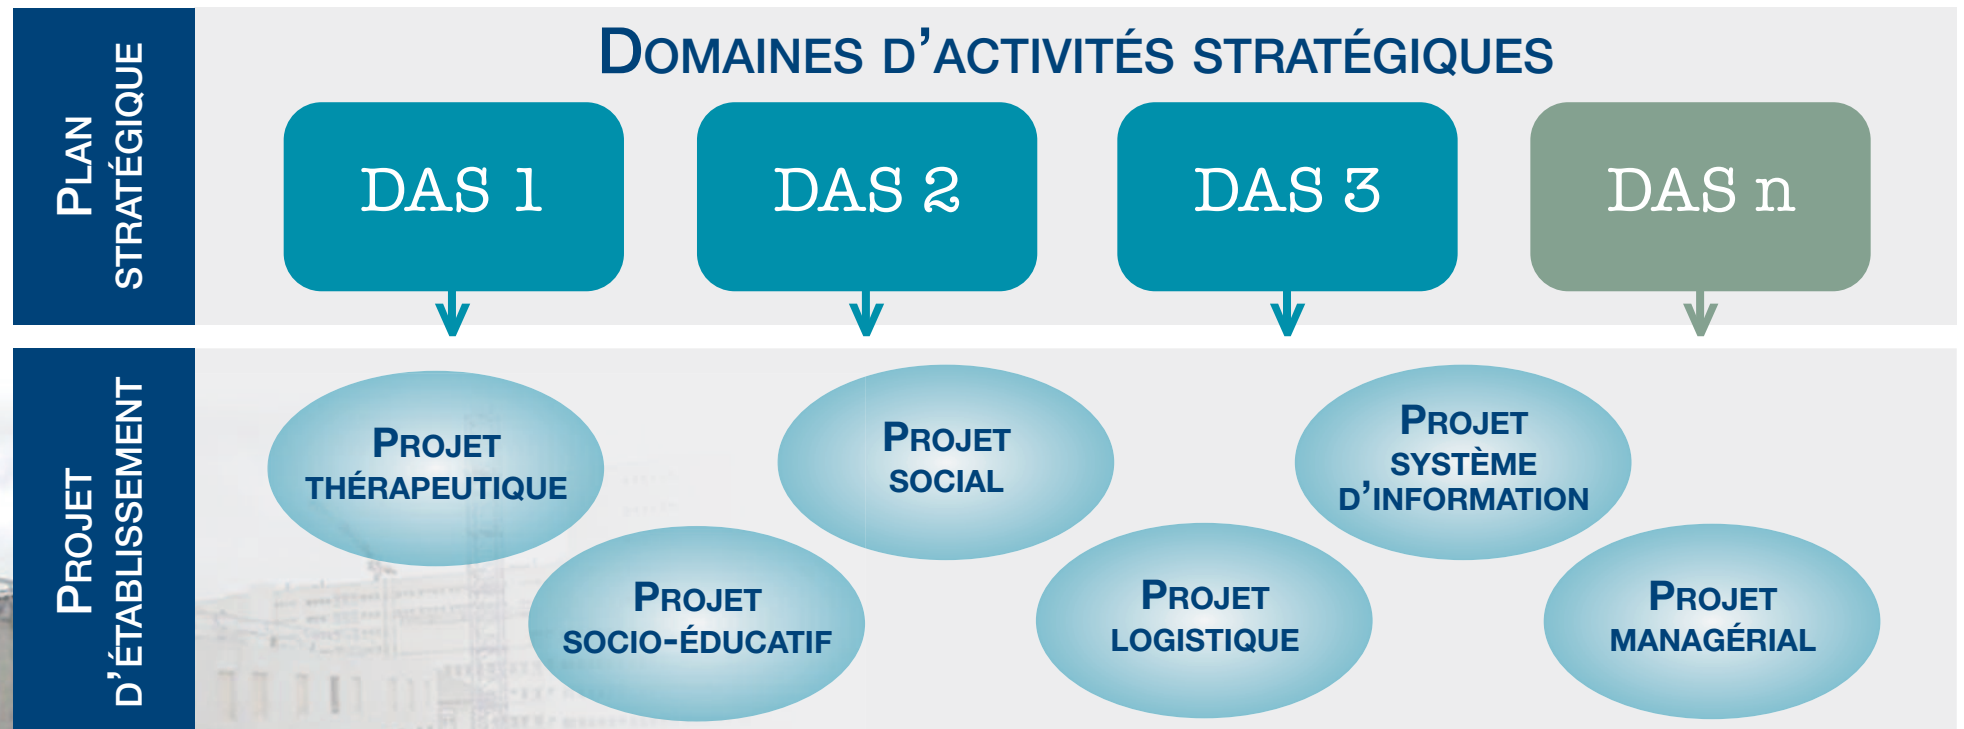 PLAN
STRATÉGIQUE
DOMAINES D'ACTIVITÉS STRATÉGIQUES
DAS 1
DAS 2
DAS 3
DAS n
PROJET
D'ÉTABLISSEMENT
PROJET
THÉRAPEUTIQUE
PROJET
SOCIO-ÉDUCATIF
PROJET
SOCIAL
PROJET
LOGISTIQUE
PROJET
SYSTÈME
D'INFORMATION
PROJET
MANAGÉRIAL